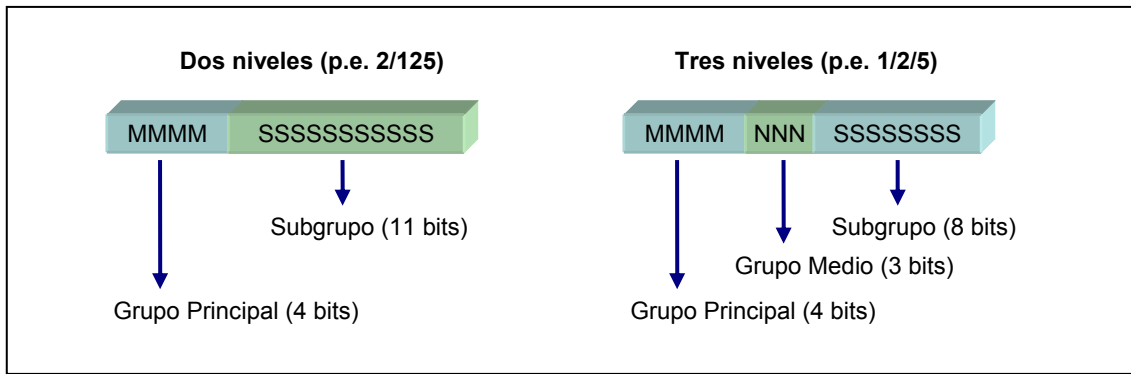 Dos niveles (p.e. 2/125)
MMMM SSSSSSSSSSS
Subgrupo (11 bits)
Grupo Principal (4 bits)
Tres niveles (p.e. 1/2/5)
MMMM NNN SSSSSSSS
Subgrupo (8 bits)
Grupo Medio (3 bits)
Grupo Principal (4 bits)